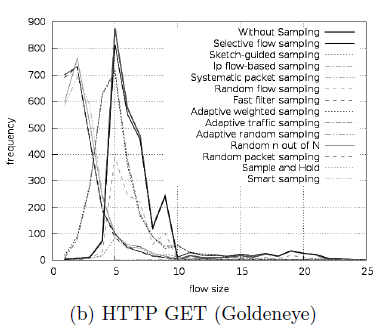 900
800
700
600
500
400
300
200
100
0
0 5 10 15 20 25
frequency
flow size
Without Sampling
Selective flow sampling
Sketch-guided sampling
Ip flow-based sampling
Systematic packet sampling
Random flow sampling
Fast filter sampling
Adaptive weighted sampling
Adaptive traffic sampling
Adaptive random sampling
Random n out of N
Random packet sampling
Sample and Hold
Smart sampling
(b) HTTP GET (Goldeneye)